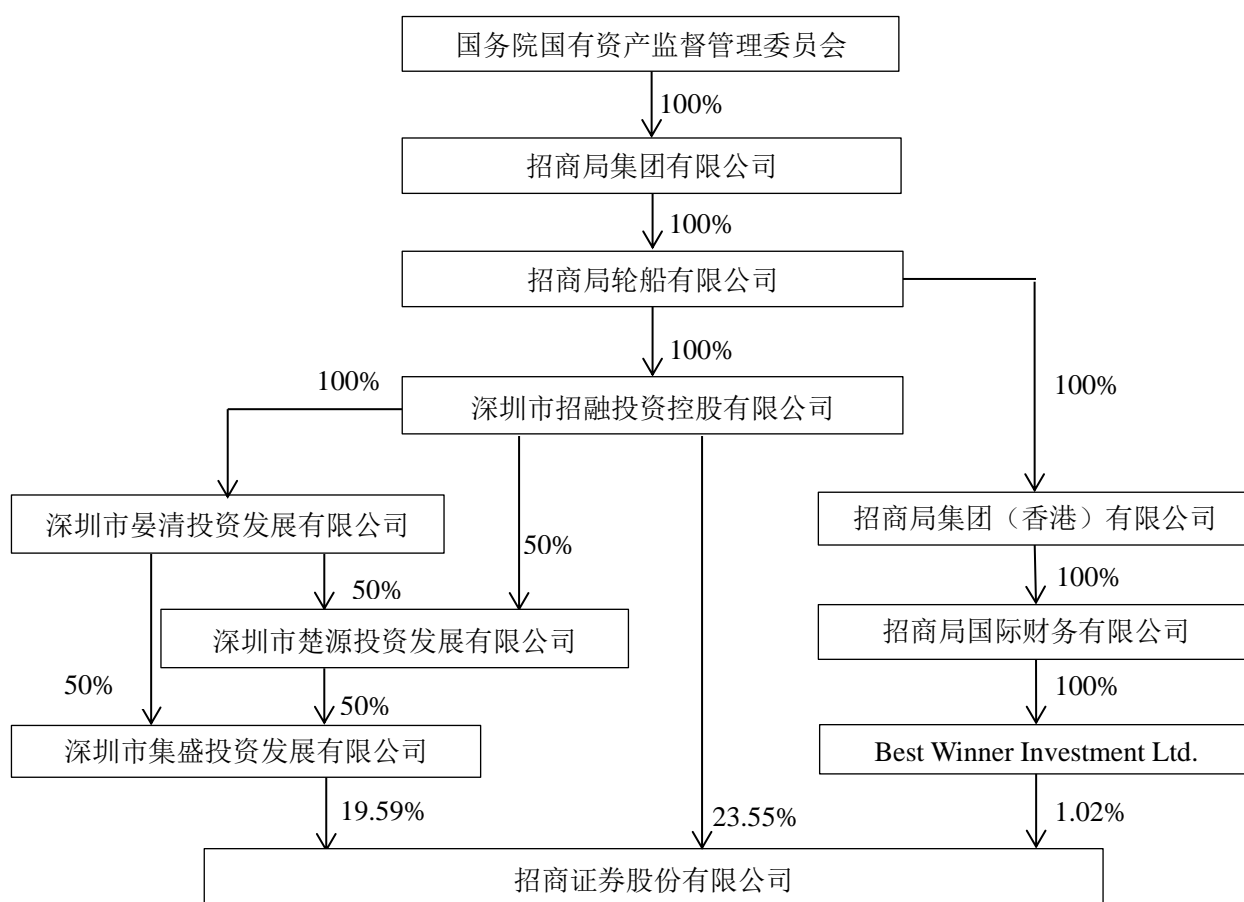 国务院国有资产监督管理委员会
100%
招商局集团有限公司
100%
招商局轮船有限公司
100%
100%
100%
深圳市招融投资控股有限公司
深圳市晏清投资发展有限公司
招商局集团（香港）有限公司
50%
50%
100%
深圳市楚源投资发展有限公司
招商局国际财务有限公司
50%
50%
100%
深圳市集盛投资发展有限公司
Best Winner Investment Ltd.
19.59%
23.55%
1.02%
招商证券股份有限公司